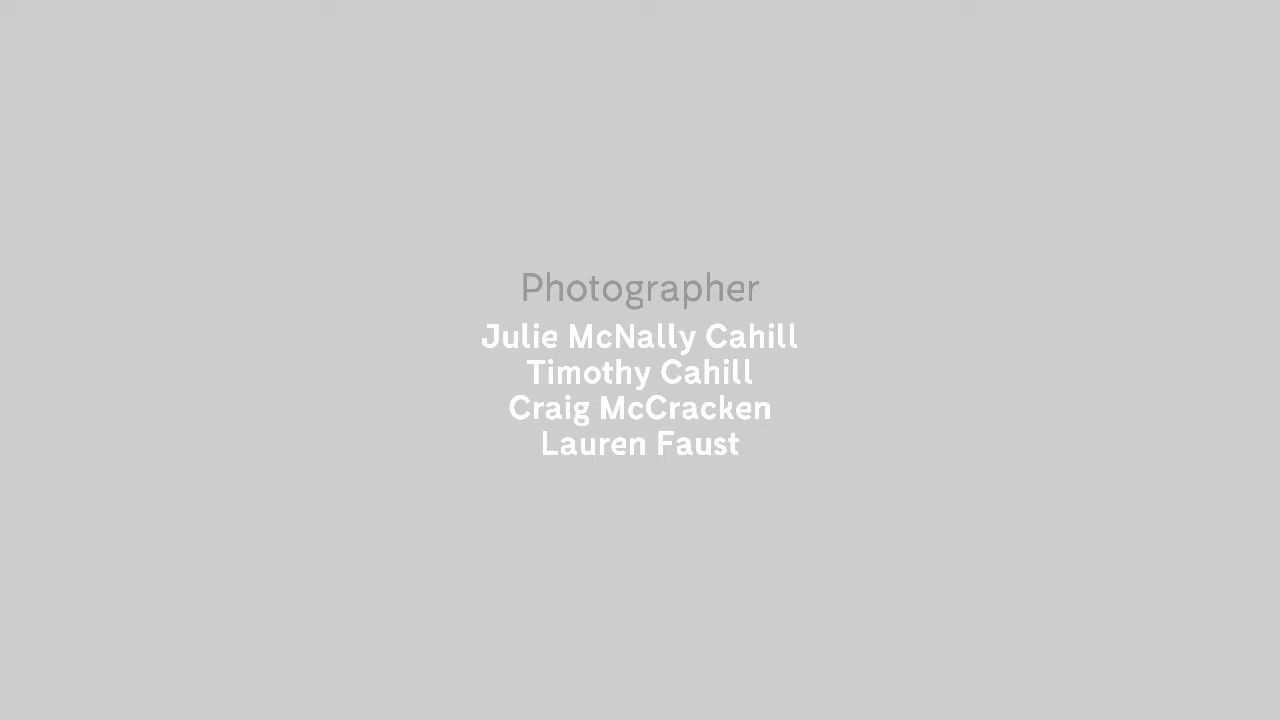 Photographer
Julie McNally Cahill
Timothy Cahill
Craig McCracken
Lauren Faust